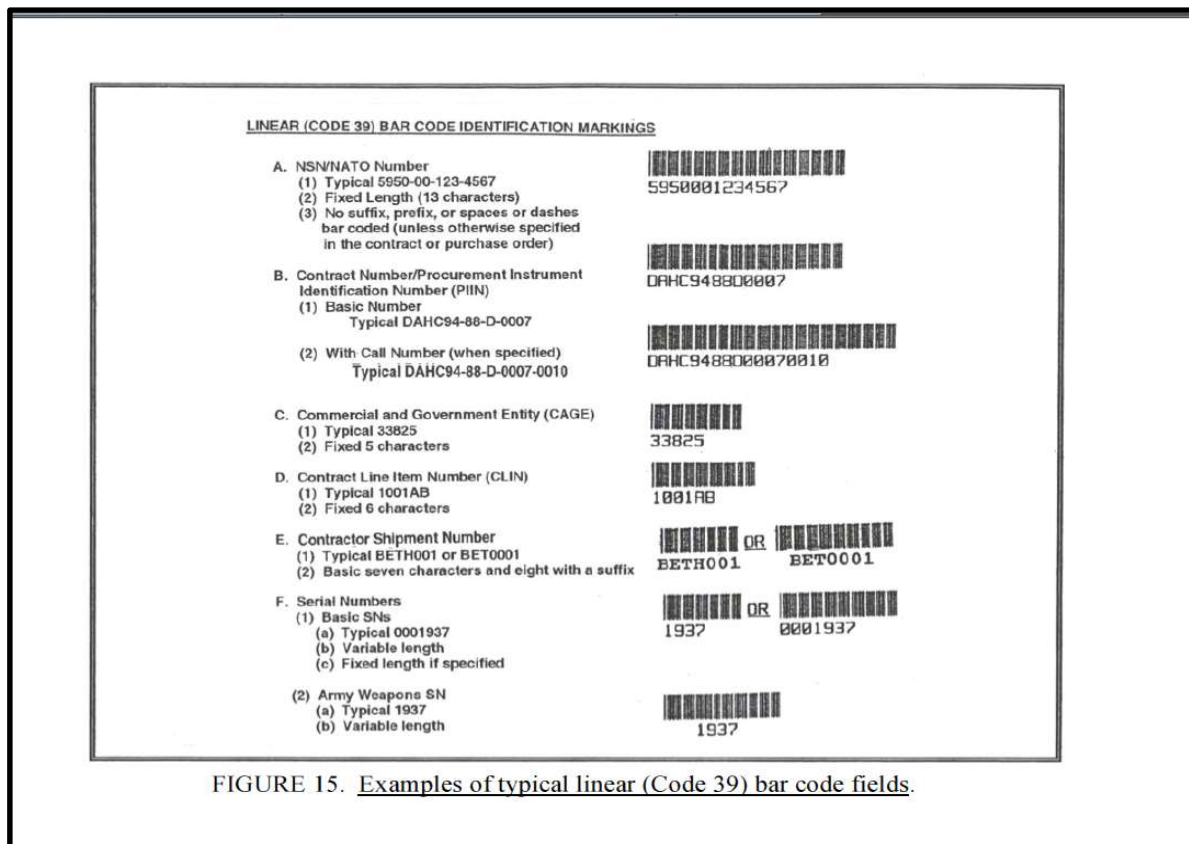 LINEAR (CODE 39) BAR CODE IDENTIFICATION MARKINGS
A. NSN/NATO Number
(1) Typical 5950-00-123-4567
(2) Fixed Length (13 characters)
(3) No suffix, prefix, or spaces or dashes
bar coded (unless otherwise specified
in the contract or purchase order)
5950001234567
B. Contract Number/Procurement Instrument
Identification Number (PIIN)
(1) Basic Number
Typical DAHC94-88-D-0007
DAHC9488D0007
(2) With Call Number (when specified)
Typical DAHC94-88-D-0007-0010
DAHC9488D00070010
C. Commercial and Government Entity (CAGE)
(1) Typical 33825
(2) Fixed 5 characters
33825
D. Contract Line Item Number (CLIN)
(1) Typical 1001AB
(2) Fixed 6 characters
1001AB
E. Contractor Shipment Number
(1) Typical BETH001 or BET0001
(2) Basic seven characters and eight with a suffix
OR
BETH001 BET0001
F. Serial Numbers
(1) Basic SNs
(a) Typical 0001937
(b) Variable length
(c) Fixed length if specified
OR
1937 0001937
(2) Army Weapons SN
(a) Typical 1937
(b) Variable length
1937
FIGURE 15. Examples of typical linear (Code 39) bar code fields.